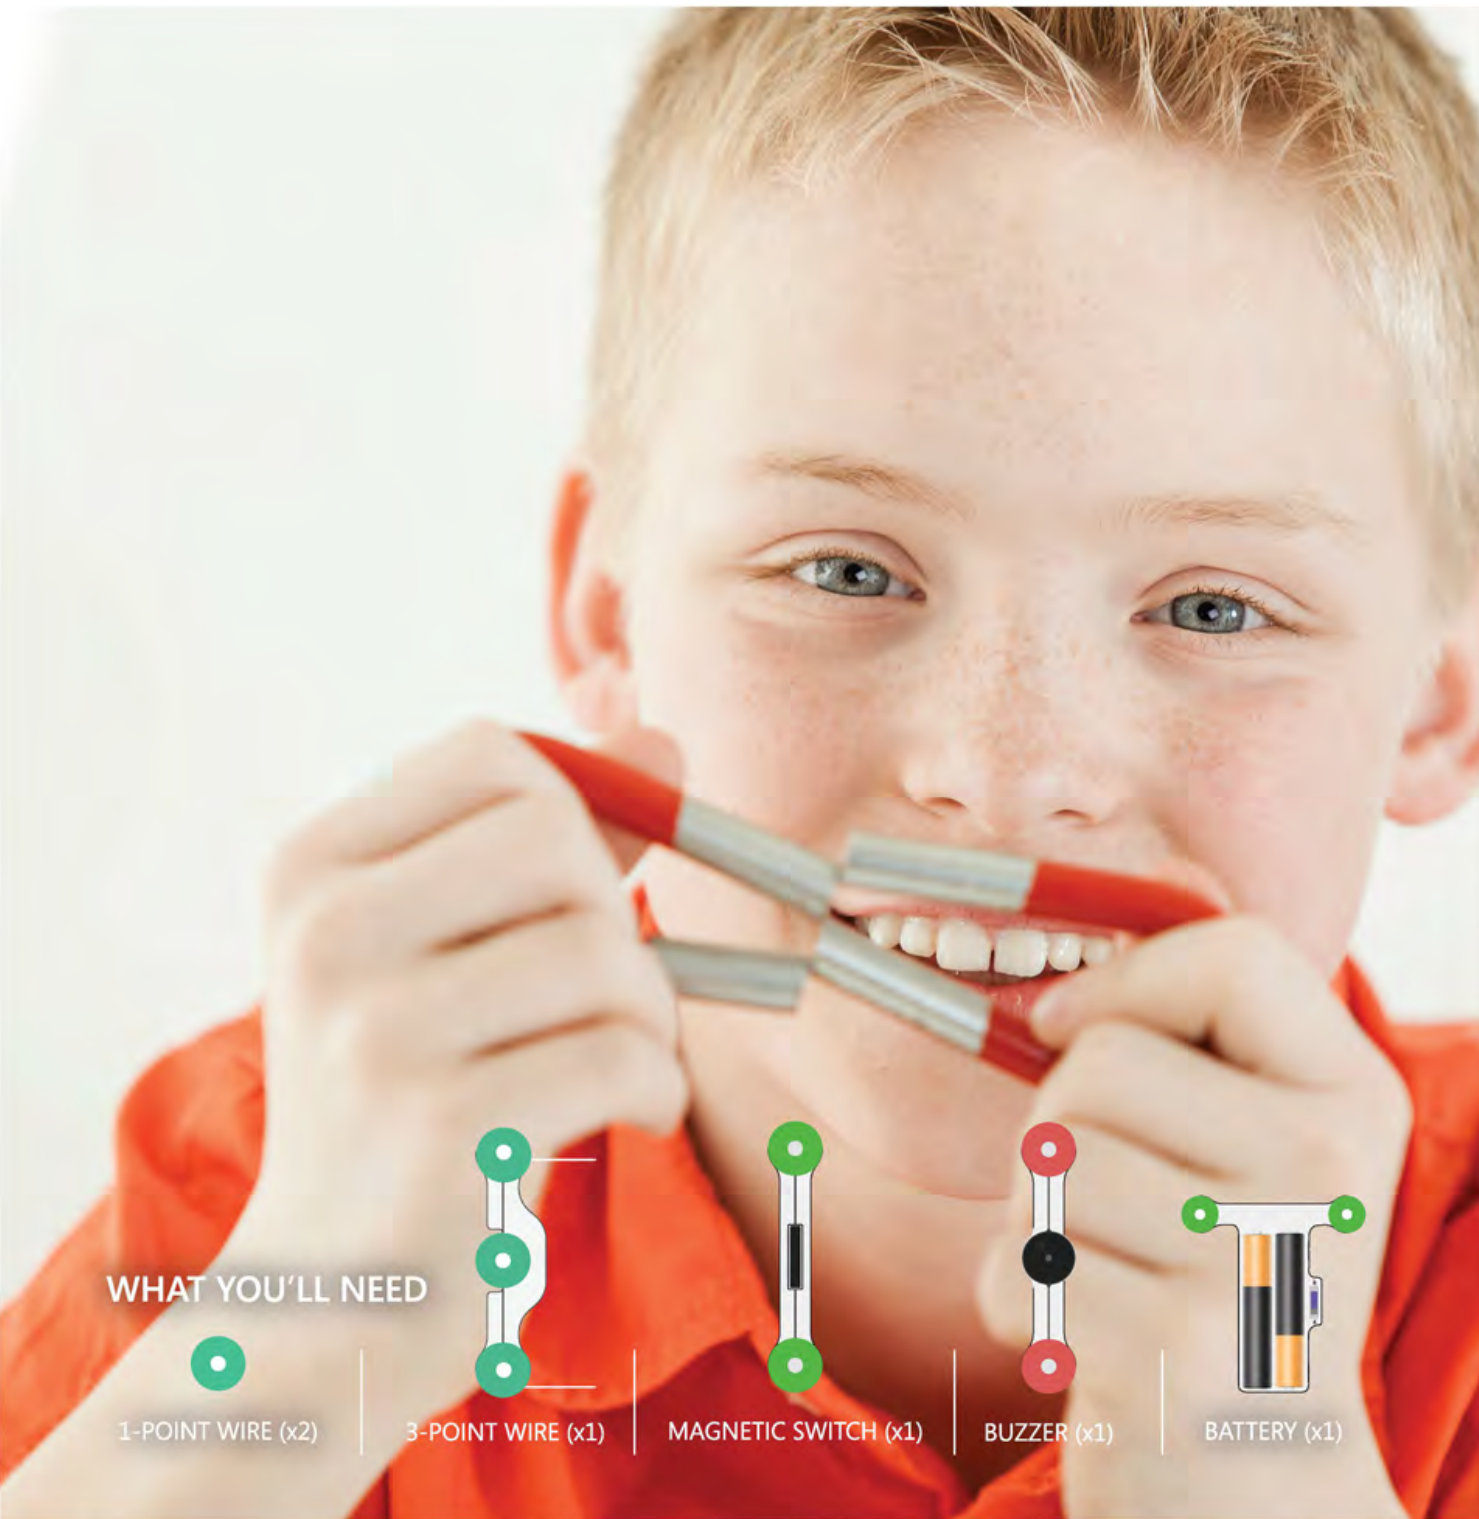 WHAT YOU'LL NEED
1-POINT WIRE (x2)
3-POINT WIRE (x1)
MAGNETIC SWITCH (x1)
BUZZER (x1)
BATTERY (x1)